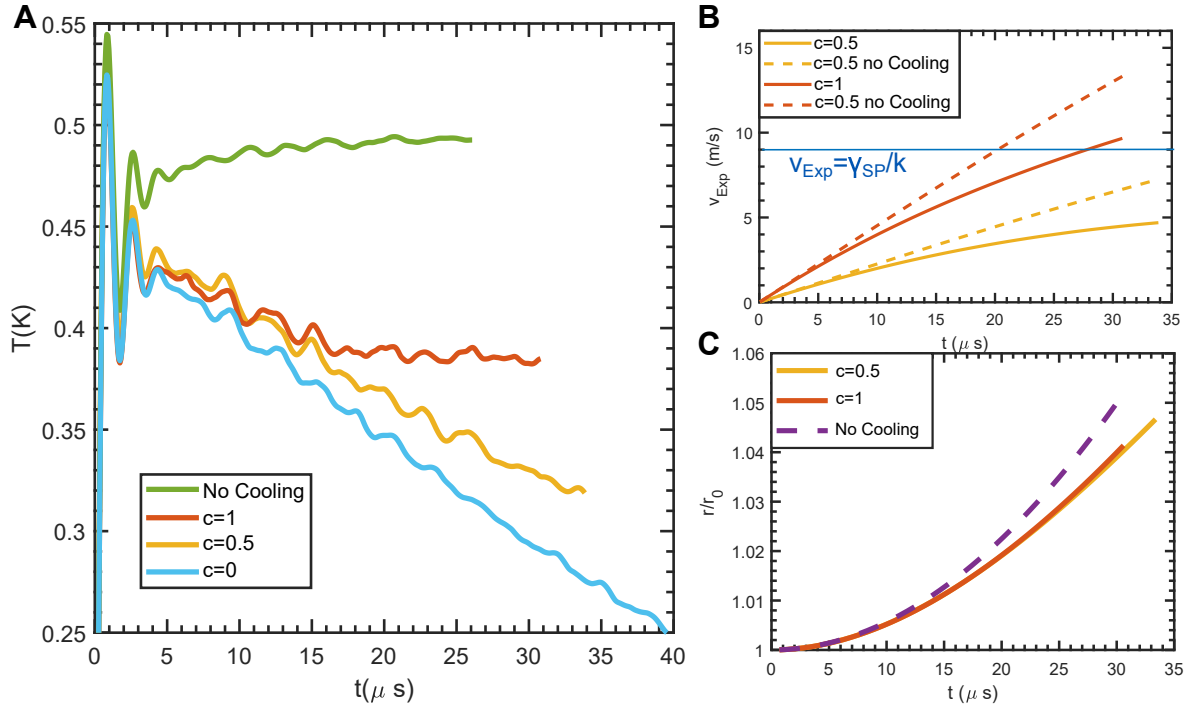 A
T(K)
0.55
0.5
0.45
0.4
0.35
0.3
0.25
No Cooling
c=1
c=0.5
c=0
0 5 10 15 20 25 30 35 40
t(μ s)
B
v_Exp (m/s)
15
10
5
0
c=0.5
c=0.5 no Cooling
c=1
c=0.5 no Cooling
v_Exp=γ_SP/k
0 5 10 15 20 25 30 35
t (μ s)
C
r/r_0
1.06
1.05
1.04
1.03
1.02
1.01
1
c=0.5
c=1
No Cooling
0 5 10 15 20 25 30 35
t (μ s)